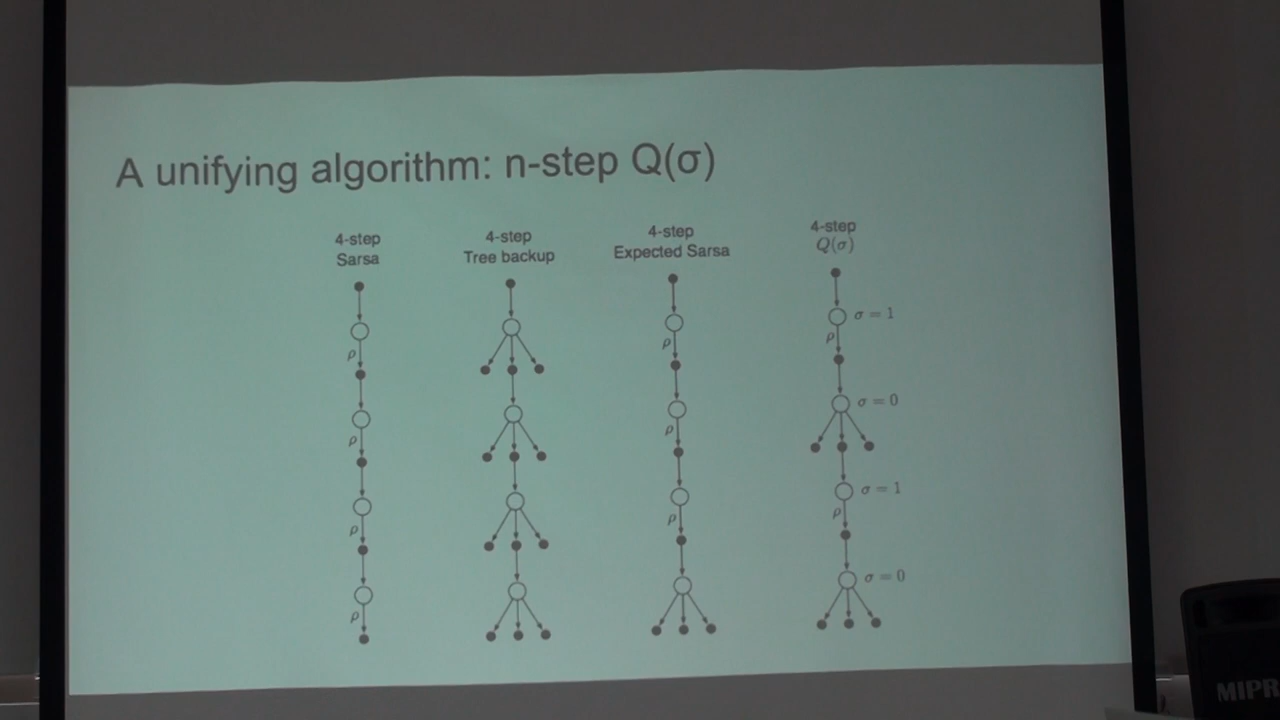 A unifying algorithm: n-step Q(σ)
4-step
Sarsa
4-step
Tree backup
4-step
Expected Sarsa
4-step
Q(σ)
ρ
ρ
ρ
ρ
ρ
ρ
ρ
σ = 1
ρ
σ = 0
σ = 1
ρ
σ = 0
MIPR